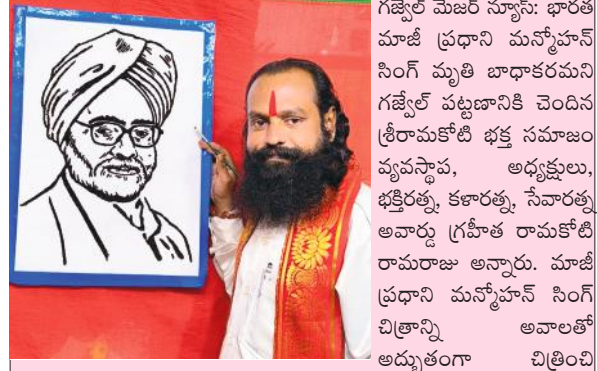 గజ్వేల్ మేజర్ న్యూస్: భారత
మాజీ ప్రధాని మన్మోహన్
సింగ్ మృతి బాధాకరమని
గజ్వేల్ పట్టణానికి చెందిన
శ్రీరామకోటి భక్త సమాజం
వ్యవస్థాప, అధ్యక్షులు,
భక్తిరత్న, కళారత్న, సేవారత్న
అవార్డు గ్రహీత రామకోటి
రామరాజు అన్నారు. మాజీ
ప్రధాని మన్మోహన్ సింగ్
చిత్రాన్ని అవాలతో
అద్భుతంగా చిత్రించి